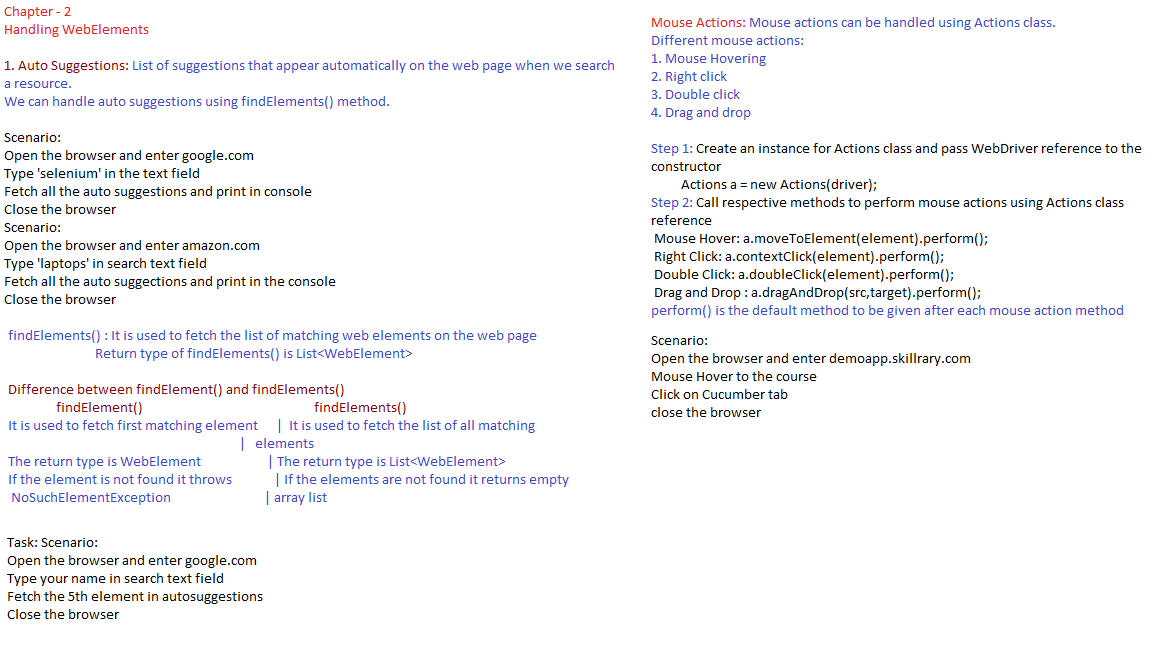 Chapter - 2
Handling WebElements
1. Auto Suggestions: List of suggestions that appear automatically on the web page when we search
a resource.
We can handle auto suggestions using findElements() method.
Scenario:
Open the browser and enter google.com
Type 'selenium' in the text field
Fetch all the auto suggestions and print in console
Close the browser
Scenario:
Open the browser and enter amazon.com
Type 'laptops' in search text field
Fetch all the auto suggections and print in the console
Close the browser
findElements() : It is used to fetch the list of matching web elements on the web page
Return type of findElements() is List<WebElement>
Difference between findElement() and findElements()
findElement() findElements()
It is used to fetch first matching element | It is used to fetch the list of all matching
| elements
The return type is WebElement | The return type is List<WebElement>
If the element is not found it throws | If the elements are not found it returns empty
NoSuchElementException | array list
Task: Scenario:
Open the browser and enter google.com
Type your name in search text field
Fetch the 5th element in autosuggestions
Close the browser
Mouse Actions: Mouse actions can be handled using Actions class.
Different mouse actions:
1. Mouse Hovering
2. Right click
3. Double click
4. Drag and drop
Step 1: Create an instance for Actions class and pass WebDriver reference to the
constructor
Actions a = new Actions(driver);
Step 2: Call respective methods to perform mouse actions using Actions class
reference
Mouse Hover: a.moveToElement(element).perform();
Right Click: a.contextClick(element).perform();
Double Click: a.doubleClick(element).perform();
Drag and Drop : a.dragAndDrop(src,target).perform();
perform() is the default method to be given after each mouse action method
Scenario:
Open the browser and enter demoapp.skillrary.com
Mouse Hover to the course
Click on Cucumber tab
close the browser